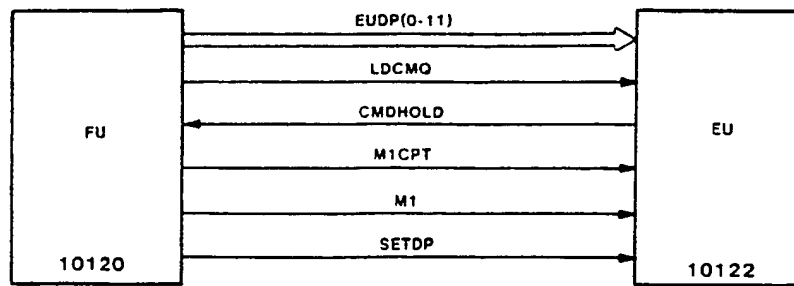 EUDP(0-11)
LDCMQ
CMDHOLD
FU
EU
M1CPT
M1
SETDP
10120
10122